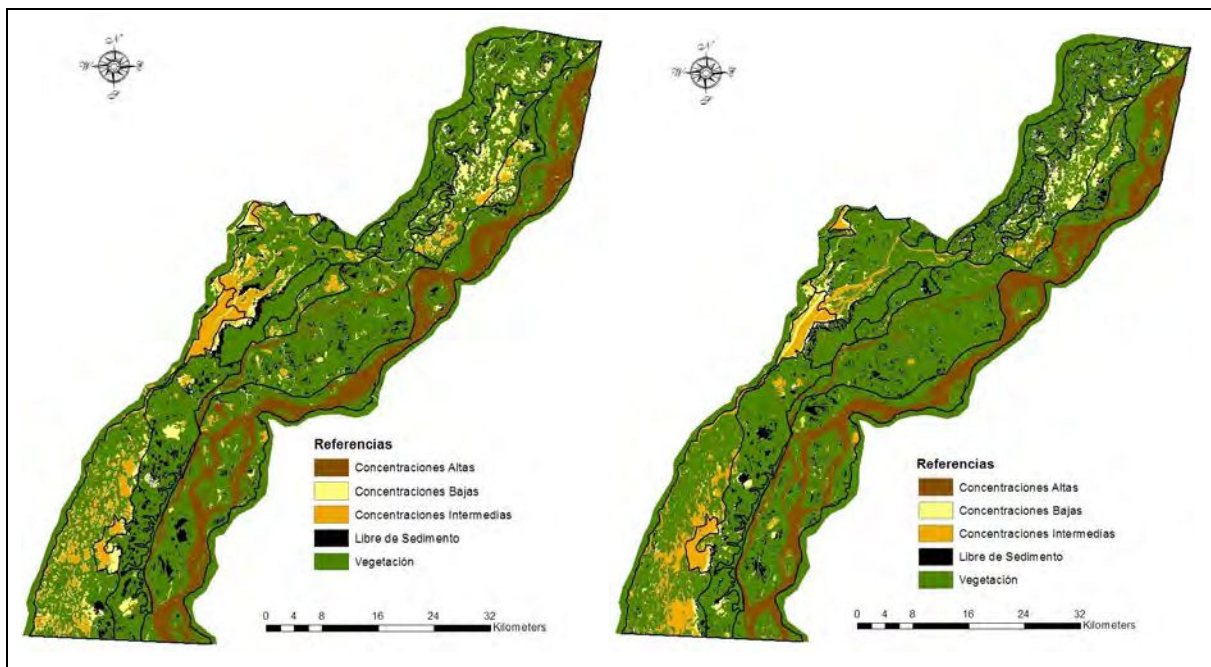 N
W E
S
N
W E
S
Referencias
Concentraciones Altas
Concentraciones Bajas
Concentraciones Intermedias
Libre de Sedimento
Vegetación
0 4 8 16 24 32
Kilometers
Referencias
Concentraciones Altas
Concentraciones Bajas
Concentraciones Intermedias
Libre de Sedimento
Vegetación
0 4 8 16 24 32
Kilometers